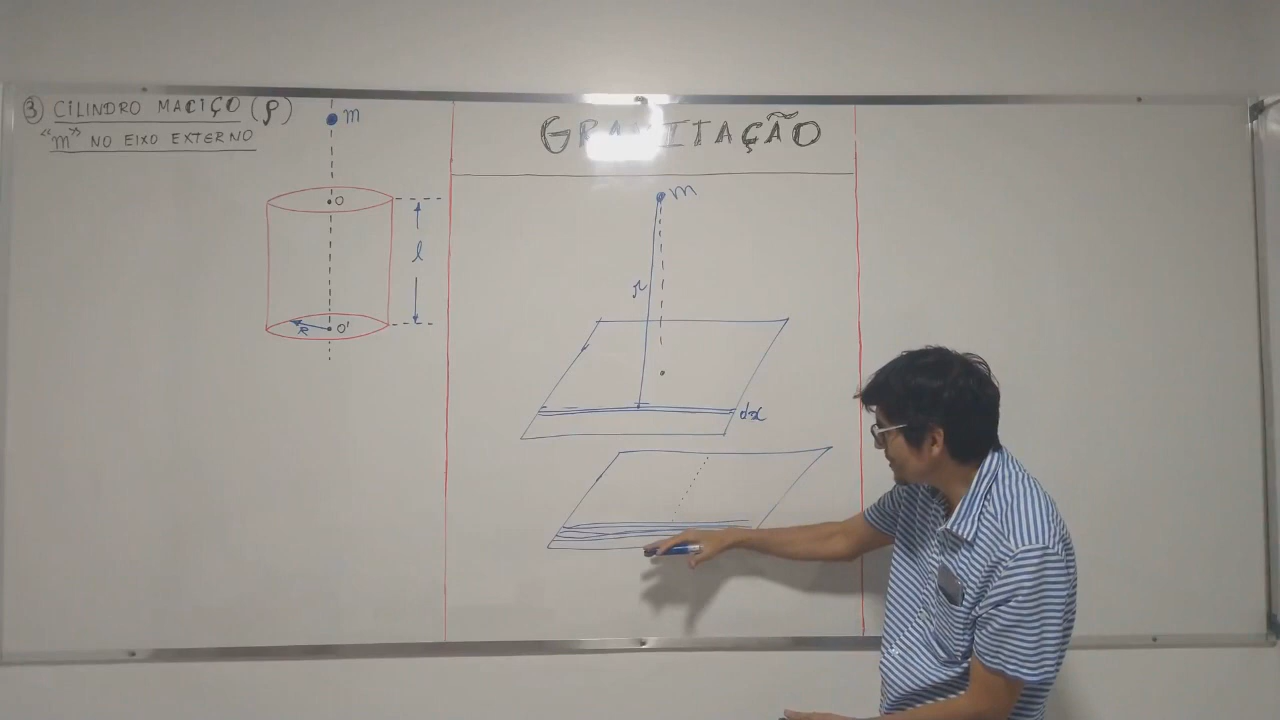 ③ CILINDRO MACIÇO (ρ)
"m" NO EIXO EXTERNO
m
O
l
R
O'
GRAVITAÇÃO
m
r
dx